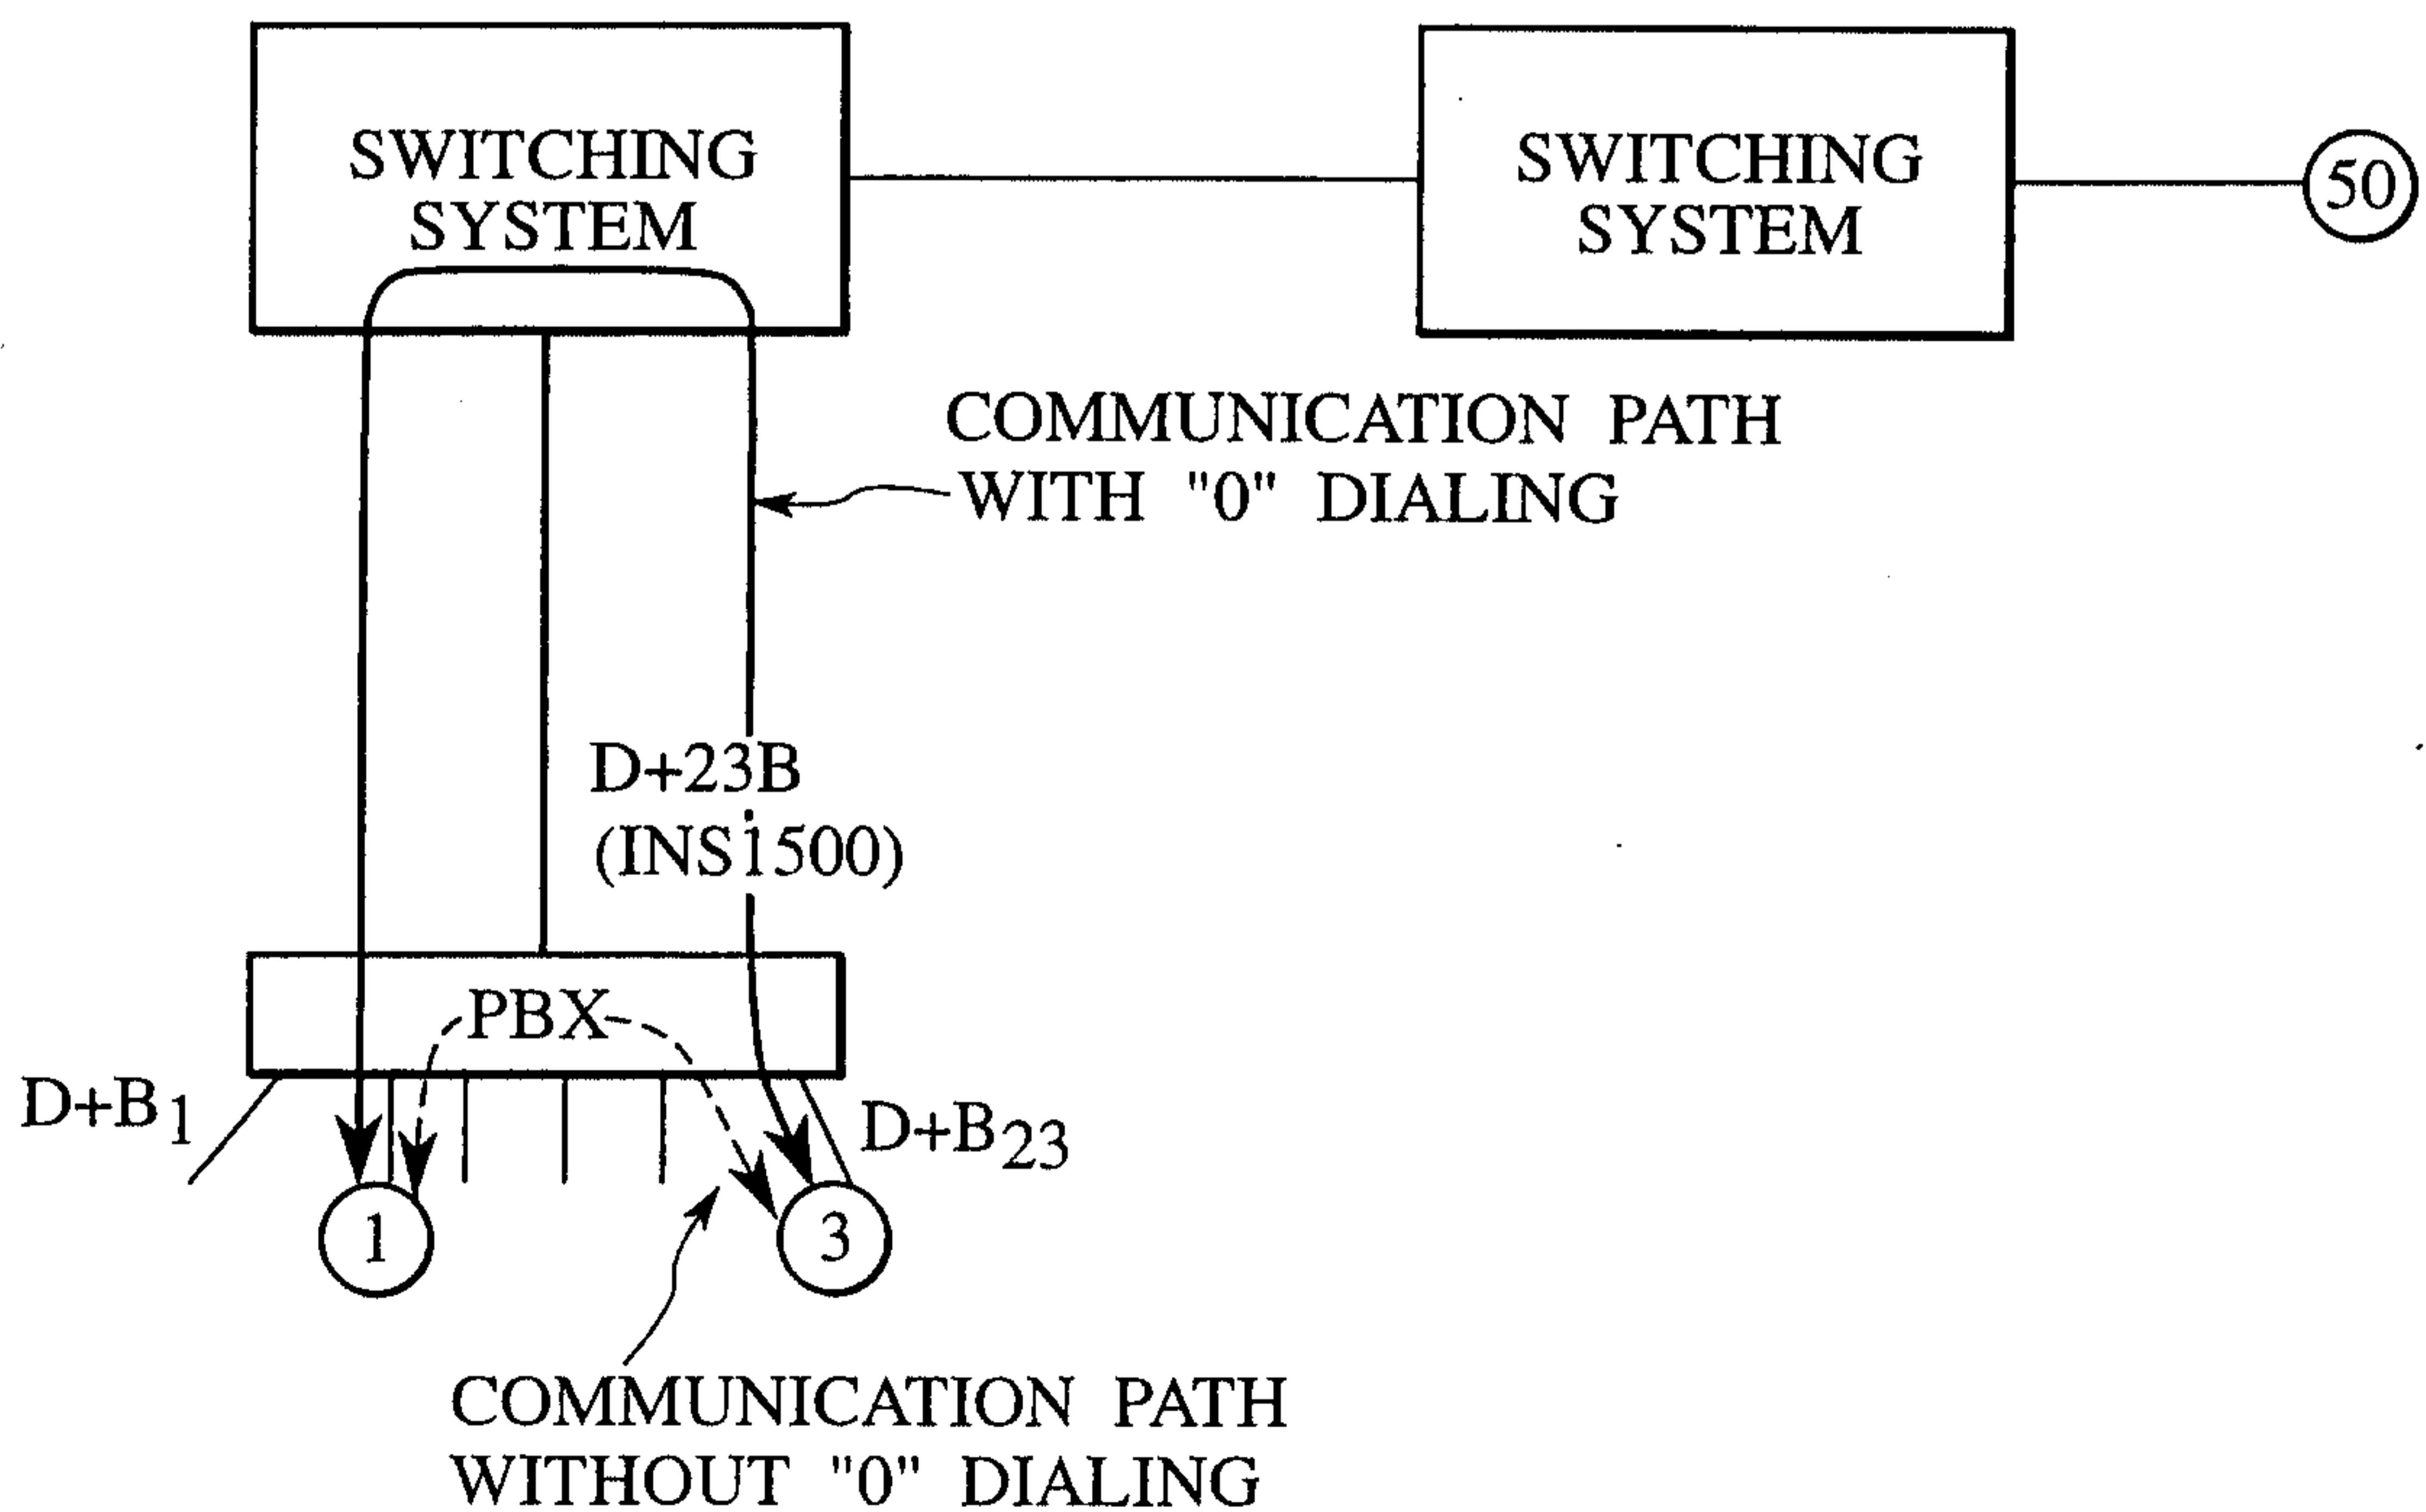 SWITCHING
SYSTEM
SWITCHING
SYSTEM
50
COMMUNICATION PATH
WITH "0" DIALING
D+23B
(INSi500)
PBX
D+B1
D+B23
1
3
COMMUNICATION PATH
WITHOUT "0" DIALING